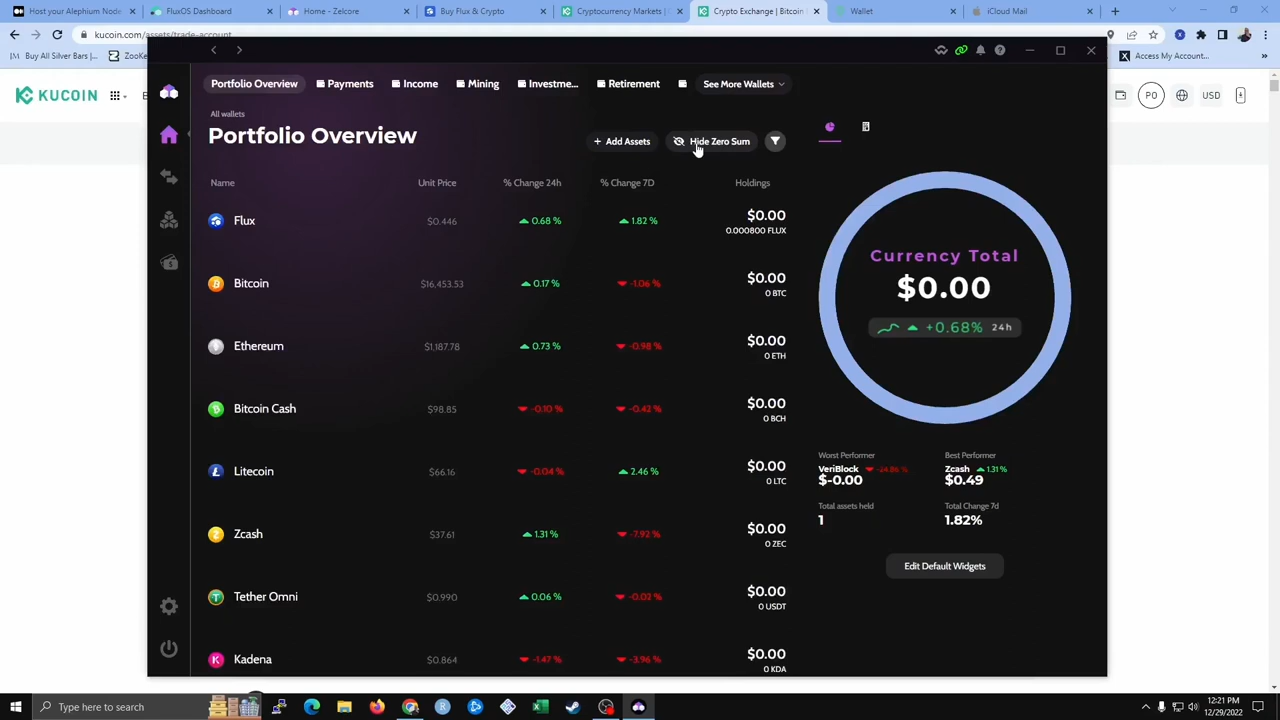 Host your Alephium Node
FluxOS Dashboard
Home - Zelcore
Buy Flux & Crypto
Cryptocurrency Markets |
Crypto Exchange | Bitcoin
Wallet
iCloud Mail
kucoin.com/assets/trade-account
Buy All Silver Bars |...
Access My Account...
KUCOIN
PO
USD
Portfolio Overview
Payments
Income
Mining
Investme...
Retirement
See More Wallets
All wallets
Portfolio Overview
+ Add Assets
Hide Zero Sum
Name Unit Price % Change 24h % Change 7D Holdings
Flux $0.446 0.68 % 1.82 % $0.00
0.000800 FLUX
Bitcoin $16,453.53 0.17 % -1.06 % $0.00
0 BTC
Ethereum $1,187.78 0.73 % -0.98 % $0.00
0 ETH
Bitcoin Cash $98.85 -0.10 % -0.42 % $0.00
0 BCH
Litecoin $66.16 -0.04 % 2.46 % $0.00
0 LTC
Zcash $37.61 1.31 % -7.92 % $0.00
0 ZEC
Tether Omni $0.990 0.06 % -0.02 % $0.00
0 USDT
Kadena $0.864 -1.47 % -3.96 % $0.00
0 KDA
Currency Total
$0.00
+0.68% 24h
Worst Performer
VeriBlock -24.86 %
$-0.00
Best Performer
Zcash 1.31 %
$0.49
Total assets held
1
Total Change 7d
1.82%
Edit Default Widgets
Type here to search
12:21 PM
12/29/2022